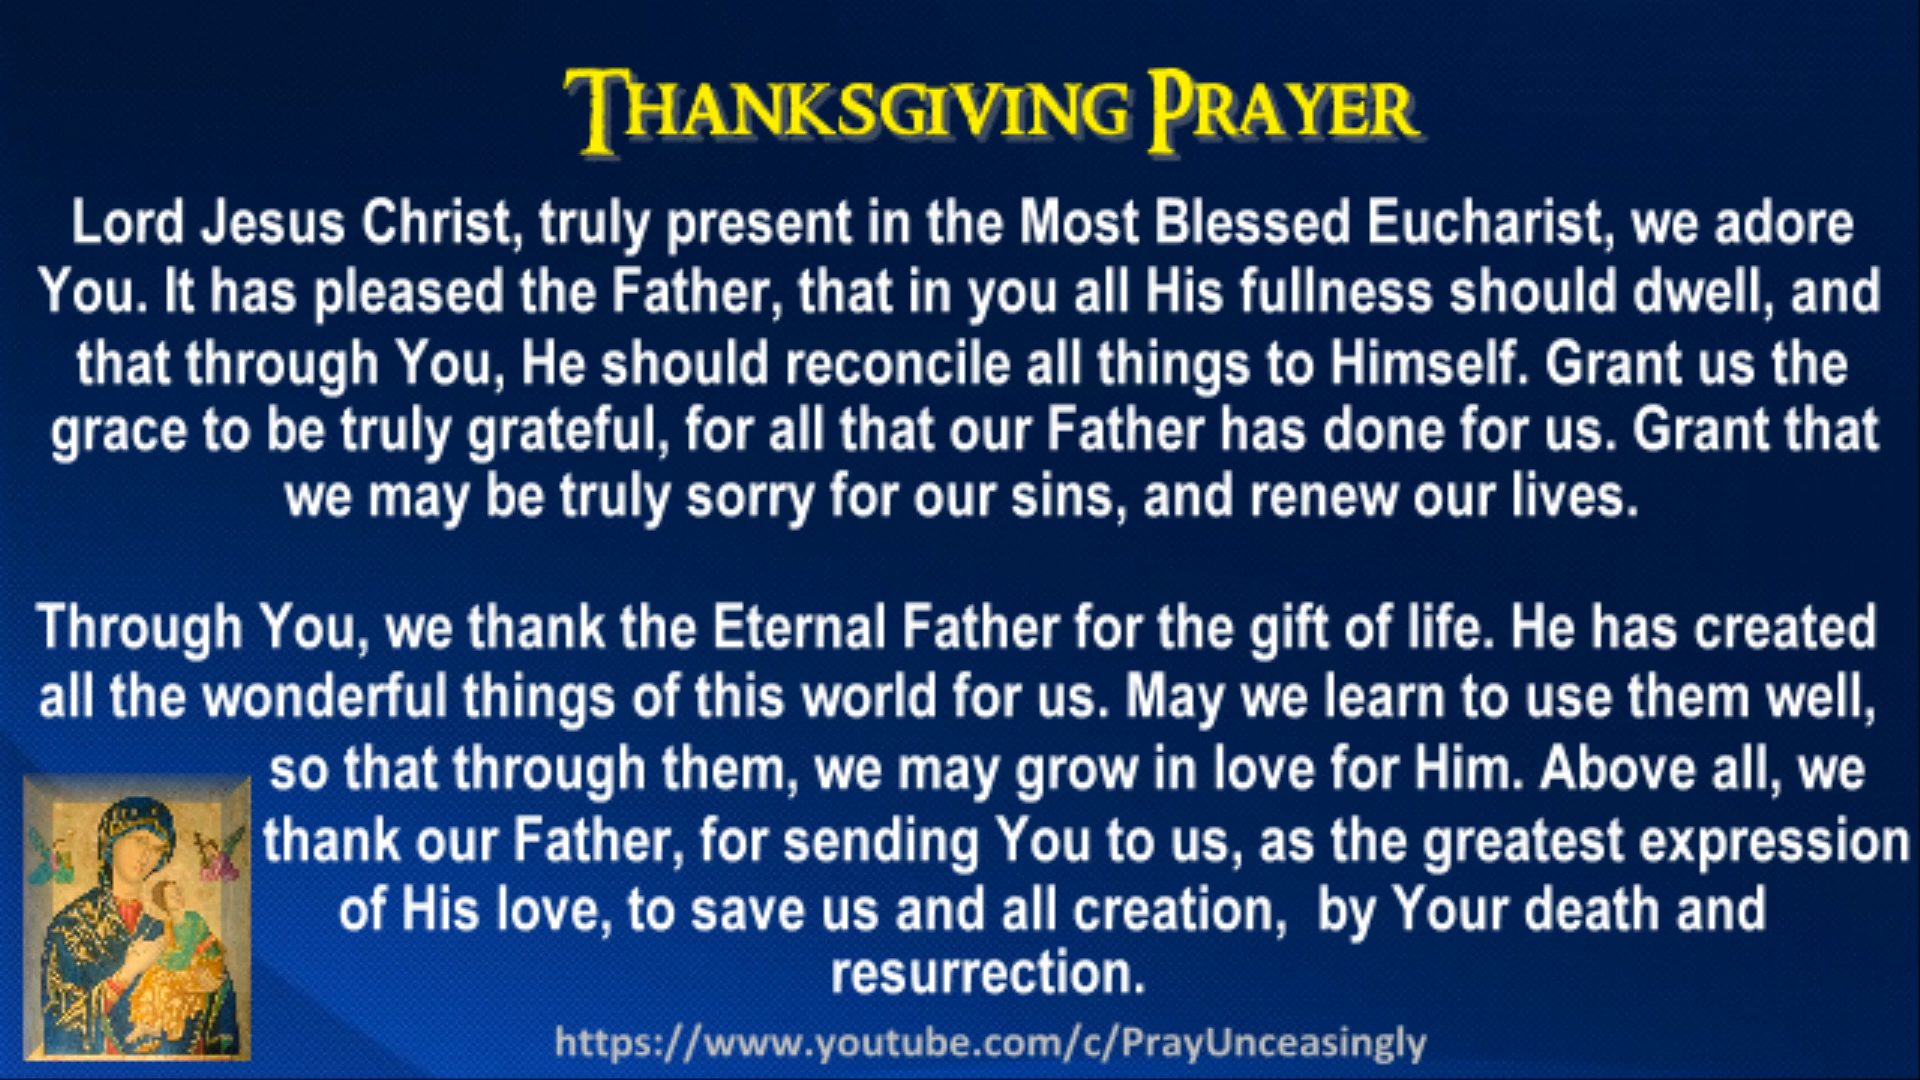 THANKSGIVING PRAYER
Lord Jesus Christ, truly present in the Most Blessed Eucharist, we adore
You. It has pleased the Father, that in you all His fullness should dwell, and
that through You, He should reconcile all things to Himself. Grant us the
grace to be truly grateful, for all that our Father has done for us. Grant that
we may be truly sorry for our sins, and renew our lives.
Through You, we thank the Eternal Father for the gift of life. He has created
all the wonderful things of this world for us. May we learn to use them well,
so that through them, we may grow in love for Him. Above all, we
thank our Father, for sending You to us, as the greatest expression
of His love, to save us and all creation,  by Your death and
resurrection.
https://www.youtube.com/c/PrayUnceasingly